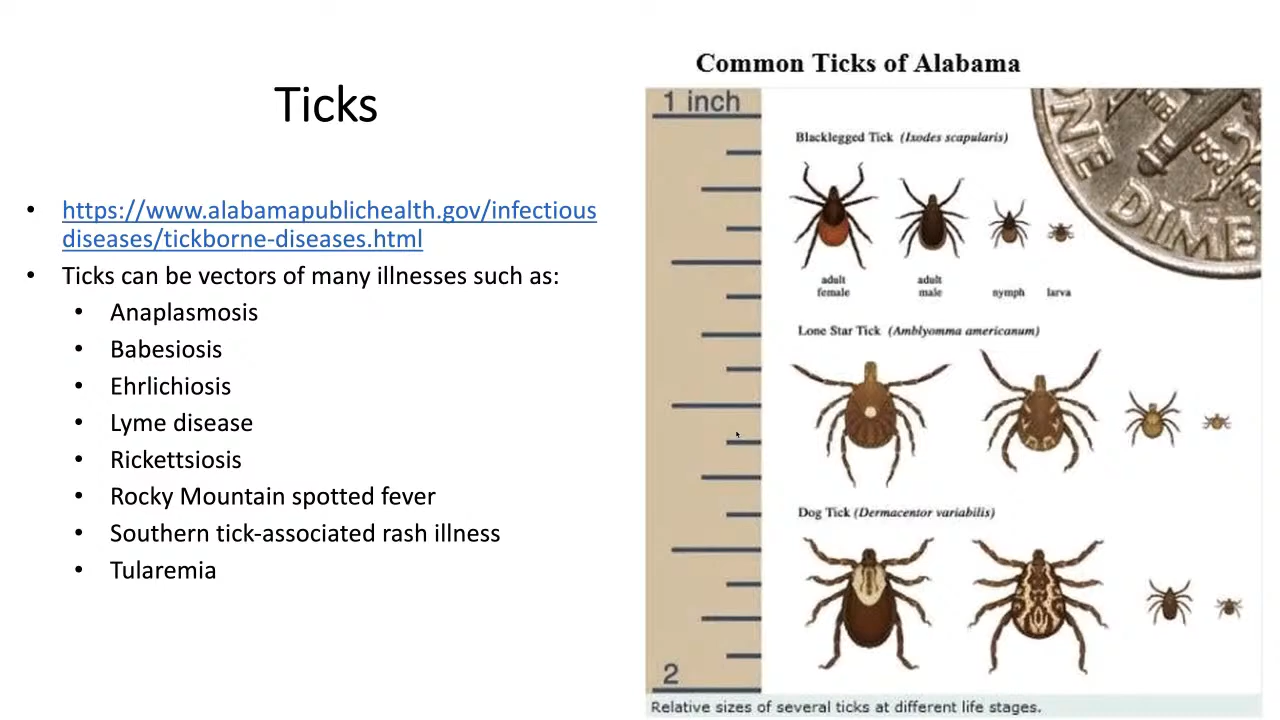 Ticks
https://www.alabamapublichealth.gov/infectious
diseases/tickborne-diseases.html
Ticks can be vectors of many illnesses such as:
Anaplasmosis
Babesiosis
Ehrlichiosis
Lyme disease
Rickettsiosis
Rocky Mountain spotted fever
Southern tick-associated rash illness
Tularemia
Common Ticks of Alabama
1 inch
ONE DIME
Blacklegged Tick (Ixodes scapularis)
adult female
adult male
nymph
larva
Lone Star Tick (Amblyomma americanum)
Dog Tick (Dermacentor variabilis)
2
Relative sizes of several ticks at different life stages.